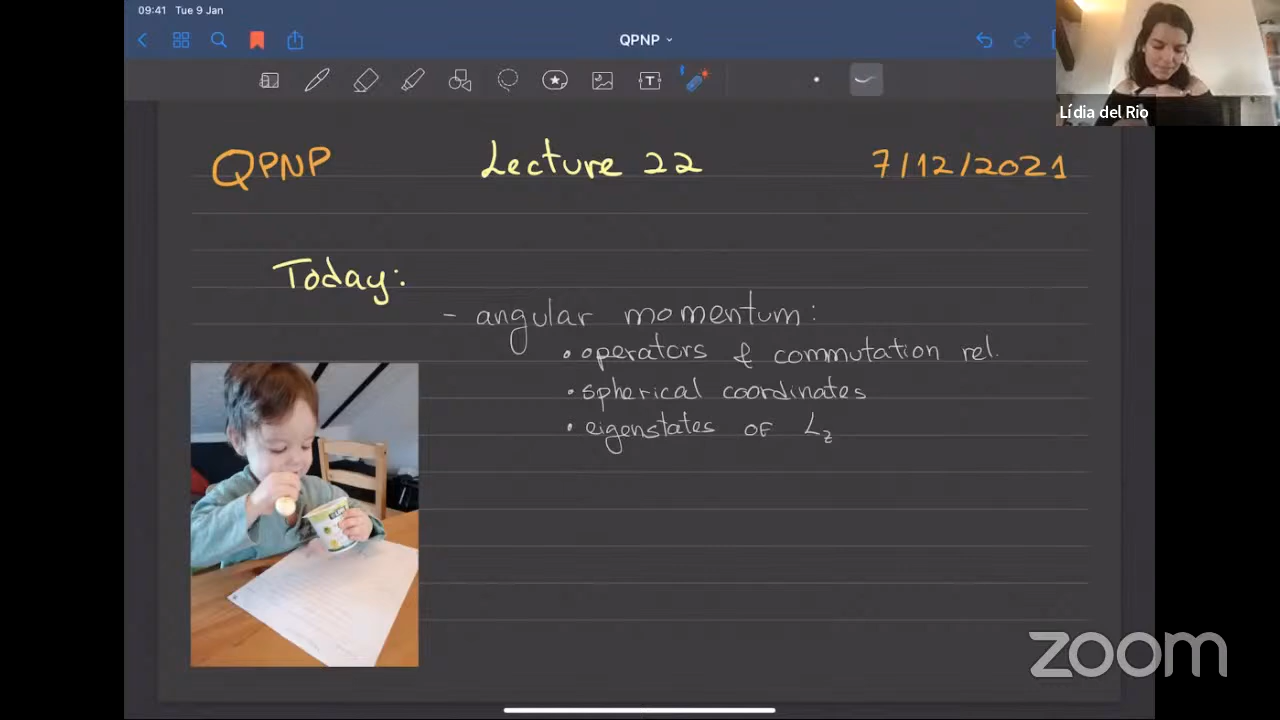 09:41 Tue 9 Jan
QPNP
Lídia del Rio
QPNP Lecture 22 7/12/2021
Today:
- angular momentum:
• operators & commutation rel.
• spherical coordinates
• eigenstates of Lz
zoom